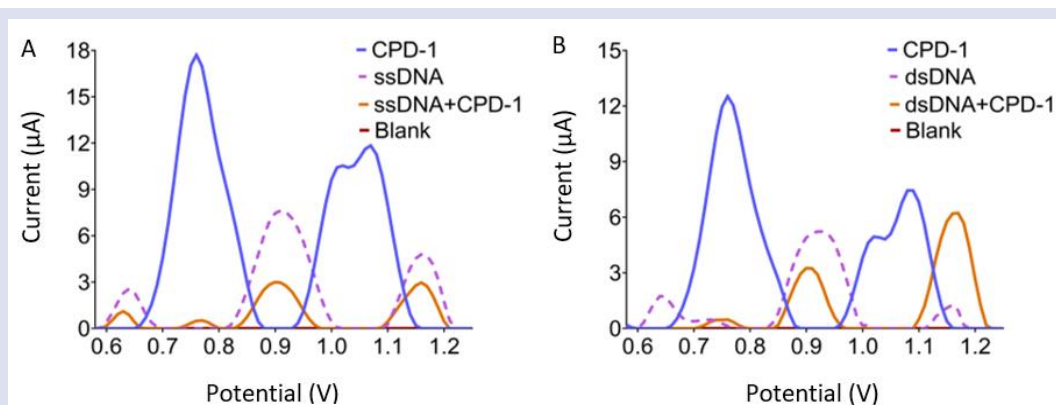 A
18
15
12
9
6
3
0
Current (µA)
CPD-1
ssDNA
ssDNA+CPD-1
Blank
0.6 0.7 0.8 0.9 1.0 1.1 1.2
Potential (V)
B
15
12
9
6
3
0
Current (µA)
CPD-1
dsDNA
dsDNA+CPD-1
Blank
0.6 0.7 0.8 0.9 1.0 1.1 1.2
Potential (V)